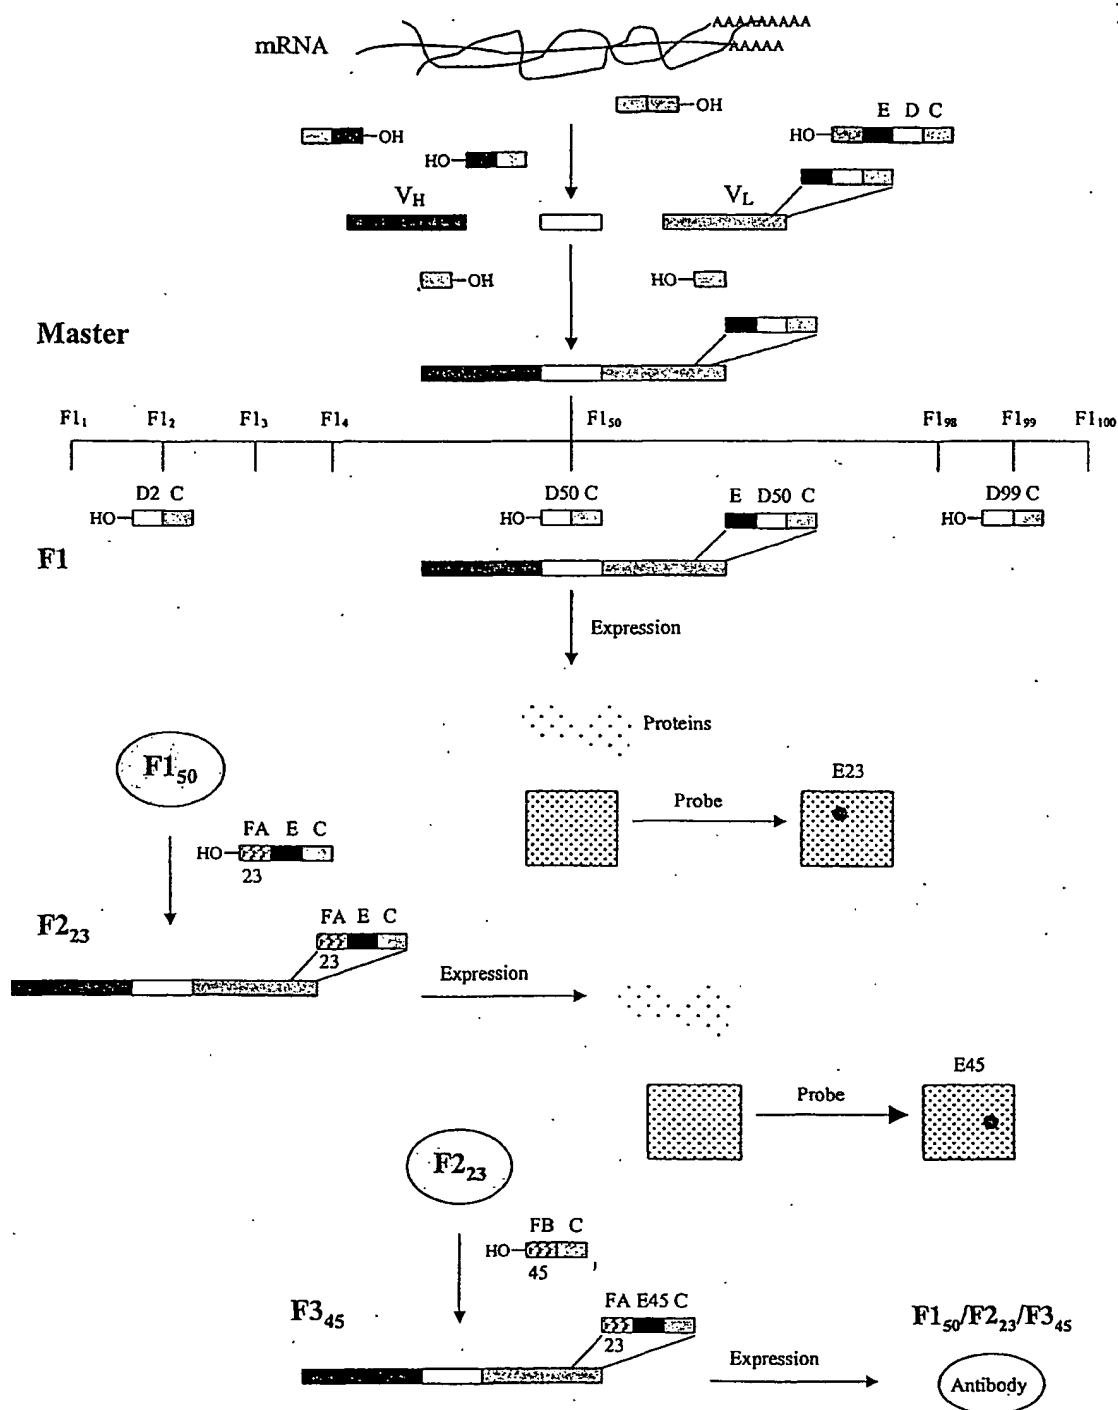 AAAAAAAAA
mRNA
AAAAA
OH
E D C
HO
OH
HO
V_H
V_L
OH
HO
Master
F1₁ F1₂ F1₃ F1₄ F1₅₀ F1₉₈ F1₉₉ F1₁₀₀
D2 C
D50 C
E D50 C
D99 C
HO
HO
HO
F1
Expression
Proteins
F1₅₀
E23
Probe
FA E C
HO
23
F2₂₃
FA E C
23
Expression
E45
Probe
F2₂₃
FB C
HO
45
F3₄₅
FA E45 C
23
F1₅₀/F2₂₃/F3₄₅
Expression
Antibody